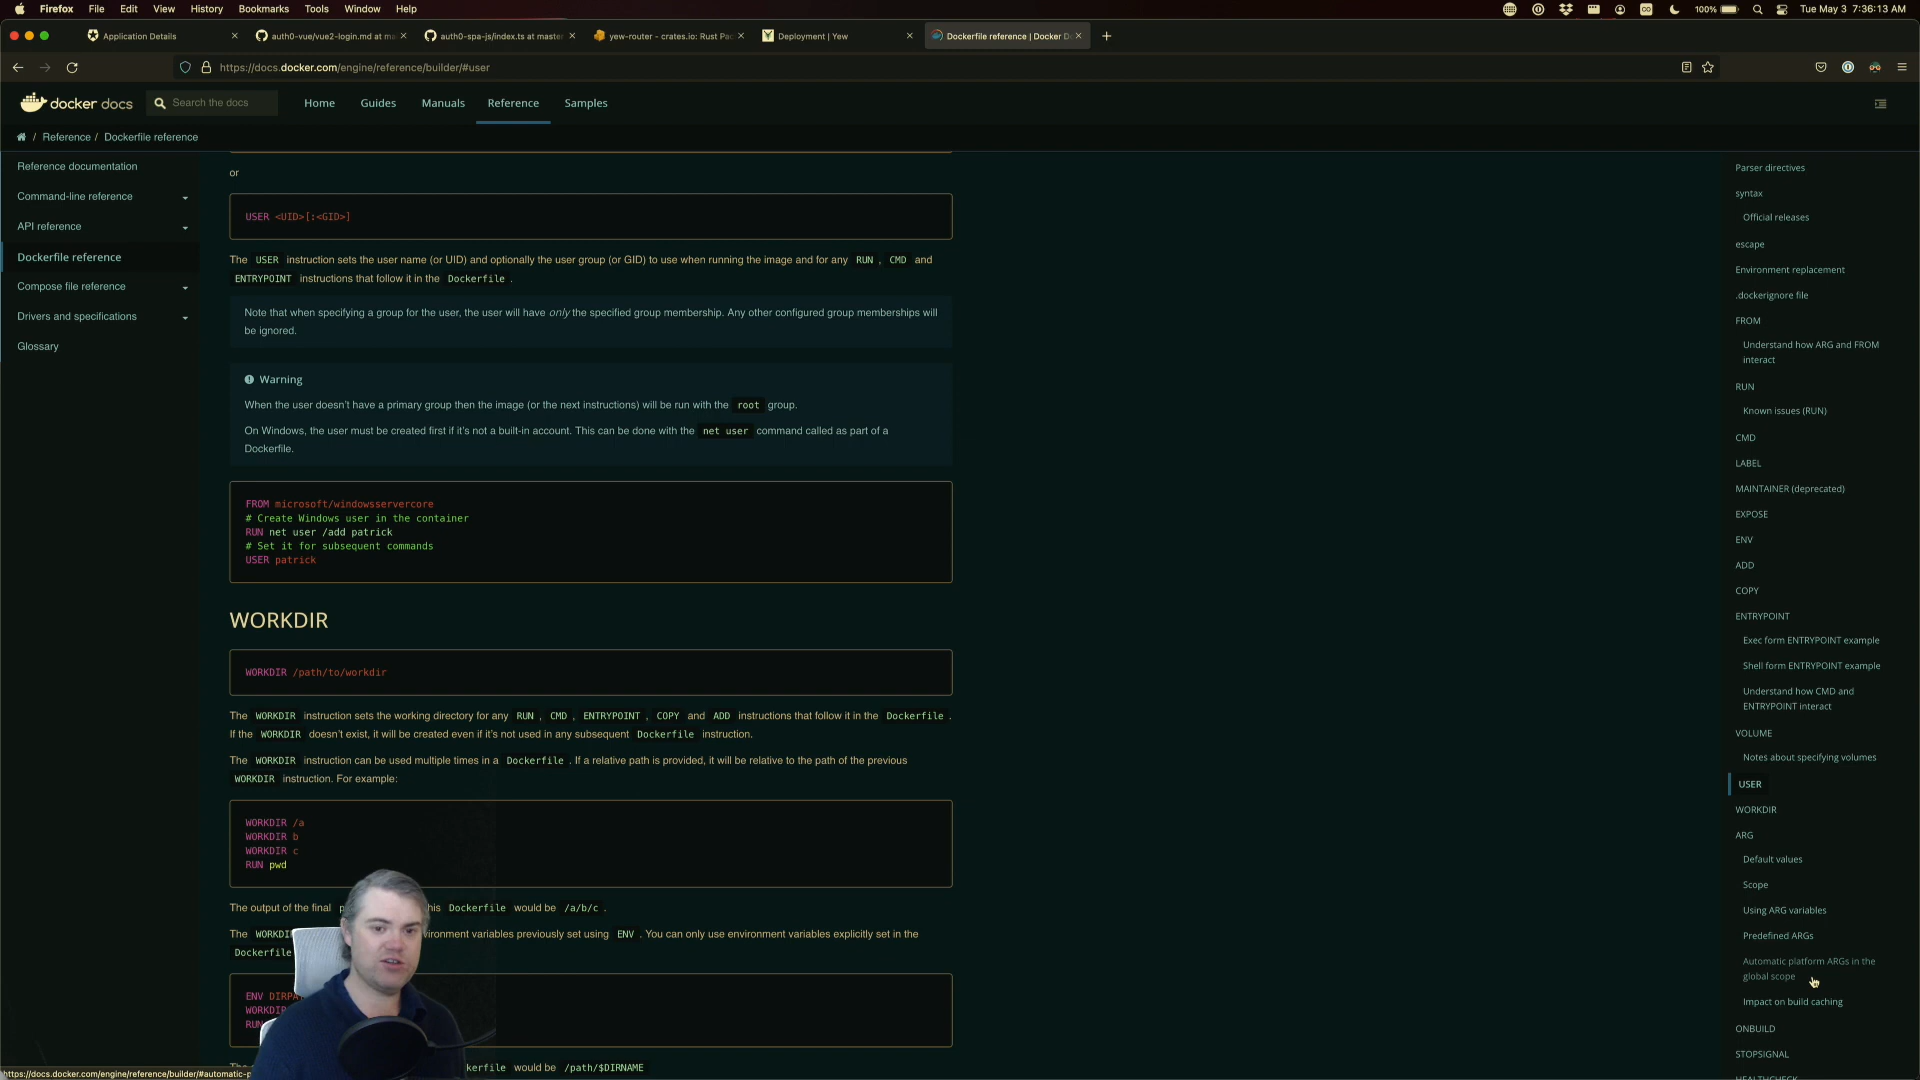 Firefox File Edit View History Bookmarks Tools Window Help
100% Tue May 3 7:36:13 AM
Application Details
auth0-vue/vue2-login.md at ma
auth0-spa-js/index.ts at master
yew-router - crates.io: Rust Pac
Deployment | Yew
Dockerfile reference | Docker D
https://docs.docker.com/engine/reference/builder/#user
docker docs
Search the docs
Home Guides Manuals Reference Samples
/ Reference / Dockerfile reference
Reference documentation
Command-line reference
API reference
Dockerfile reference
Compose file reference
Drivers and specifications
Glossary
or
USER <UID>[:<GID>]
The USER instruction sets the user name (or UID) and optionally the user group (or GID) to use when running the image and for any RUN , CMD and
ENTRYPOINT instructions that follow it in the Dockerfile .
Note that when specifying a group for the user, the user will have only the specified group membership. Any other configured group memberships will
be ignored.
Warning
When the user doesn't have a primary group then the image (or the next instructions) will be run with the root group.
On Windows, the user must be created first if it's not a built-in account. This can be done with the net user command called as part of a
Dockerfile.
FROM microsoft/windowsservercore
# Create Windows user in the container
RUN net user /add patrick
# Set it for subsequent commands
USER patrick
WORKDIR
WORKDIR /path/to/workdir
The WORKDIR instruction sets the working directory for any RUN , CMD , ENTRYPOINT , COPY and ADD instructions that follow it in the Dockerfile .
If the WORKDIR doesn't exist, it will be created even if it's not used in any subsequent Dockerfile instruction.
The WORKDIR instruction can be used multiple times in a Dockerfile . If a relative path is provided, it will be relative to the path of the previous
WORKDIR instruction. For example:
WORKDIR /a
WORKDIR b
WORKDIR c
RUN pwd
The output of the final p his Dockerfile would be /a/b/c .
The WORKDI ironment variables previously set using ENV . You can only use environment variables explicitly set in the
Dockerfile
ENV DIRPA
WORKDIR
RUN
kerfile would be /path/$DIRNAME
https://docs.docker.com/engine/reference/builder/#automatic-p
Parser directives
syntax
Official releases
escape
Environment replacement
.dockerignore file
FROM
Understand how ARG and FROM
interact
RUN
Known issues (RUN)
CMD
LABEL
MAINTAINER (deprecated)
EXPOSE
ENV
ADD
COPY
ENTRYPOINT
Exec form ENTRYPOINT example
Shell form ENTRYPOINT example
Understand how CMD and
ENTRYPOINT interact
VOLUME
Notes about specifying volumes
USER
WORKDIR
ARG
Default values
Scope
Using ARG variables
Predefined ARGs
Automatic platform ARGs in the
global scope
Impact on build caching
ONBUILD
STOPSIGNAL
HEALTHCHECK